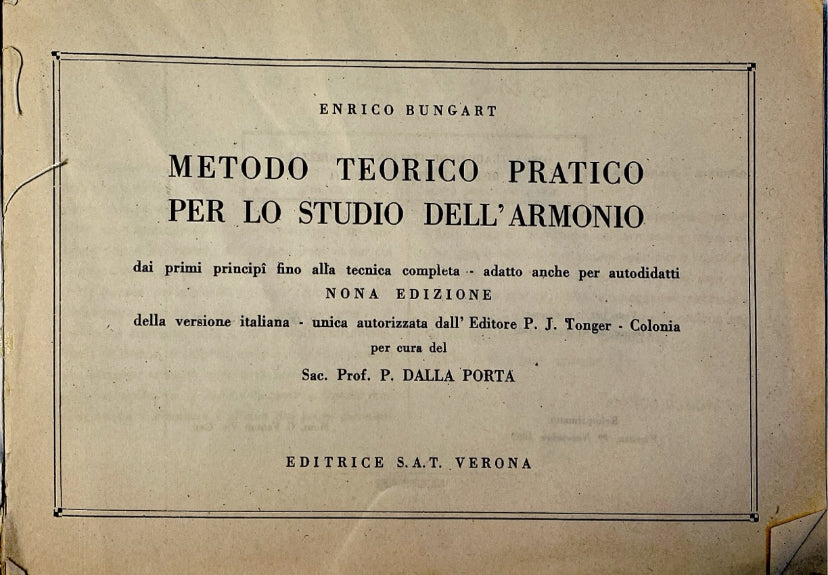 ENRICO BUNGART
METODO TEORICO PRATICO
PER LO STUDIO DELL'ARMONIO
dai primi principî fino alla tecnica completa - adatto anche per autodidatti
NONA EDIZIONE
della versione italiana - unica autorizzata dall' Editore P. J. Tonger - Colonia
per cura del
Sac. Prof. P. DALLA PORTA
EDITRICE S.A.T. VERONA